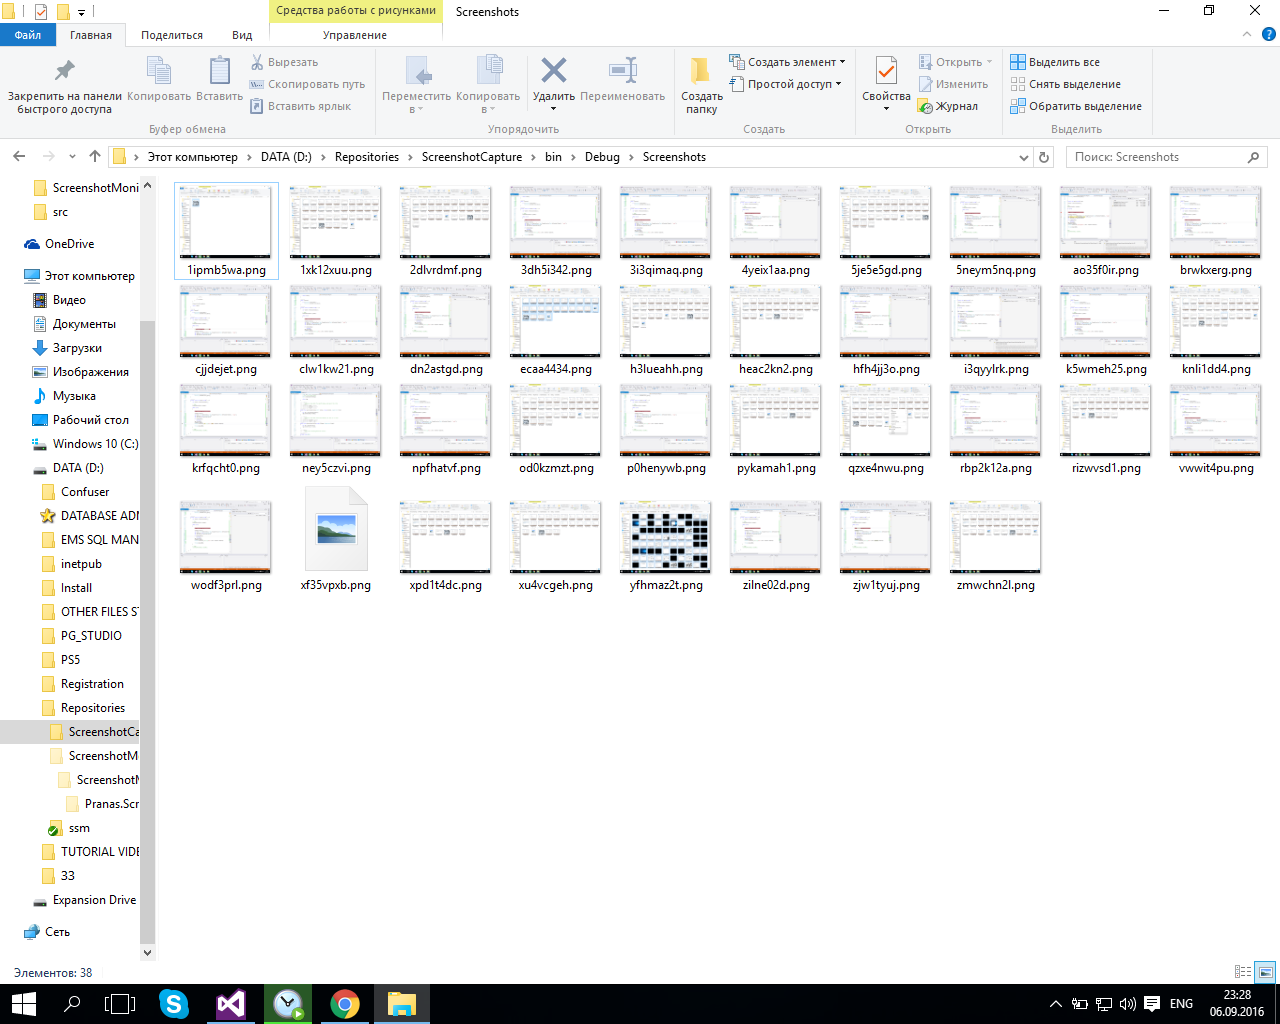 Средства работы с рисунками
Screenshots
Файл
Главная
Поделиться
Вид
Управление
Закрепить на панели быстрого доступа
Копировать
Вставить
Вырезать
Скопировать путь
Вставить ярлык
Буфер обмена
Переместить в
Копировать в
Удалить
Переименовать
Упорядочить
Создать папку
Создать элемент
Простой доступ
Создать
Свойства
Открыть
Изменить
Журнал
Открыть
Выделить все
Снять выделение
Обратить выделение
Выделить
Этот компьютер > DATA (D:) > Repositories > ScreenshotCapture > bin > Debug > Screenshots
Поиск: Screenshots
ScreenshotMoni
src
OneDrive
Этот компьютер
Видео
Документы
Загрузки
Изображения
Музыка
Рабочий стол
Windows 10 (C:)
DATA (D:)
Confuser
DATABASE ADM
EMS SQL MAN
inetpub
Install
OTHER FILES ST
PG_STUDIO
PS5
Registration
Repositories
ScreenshotCa
ScreenshotM
ScreenshotM
Pranas.Scr
ssm
TUTORIAL VIDE
33
Expansion Drive
Сеть
1ipmb5wa.png 1xk12xuu.png 2dlvrdmf.png 3dh5i342.png 3i3qimaq.png 4yeix1aa.png 5je5e5gd.png 5neym5nq.png ao35f0ir.png brwkxerg.png
cjjdejet.png clw1kw21.png dn2astgd.png ecaa4434.png h3lueahh.png heac2kn2.png hfh4jj3o.png i3qyylrk.png k5wmeh25.png knli1dd4.png
krfqcht0.png ney5czvi.png npfhatvf.png od0kzmzt.png p0henywb.png pykamah1.png qzxe4nwu.png rbp2k12a.png rizwvsd1.png vwwit4pu.png
wodf3prl.png xf35vpxb.png xpd1t4dc.png xu4vcgeh.png yfhmaz2t.png zilne02d.png zjw1tyuj.png zmwchn2l.png
Элементов: 38
ENG
23:28
06.09.2016